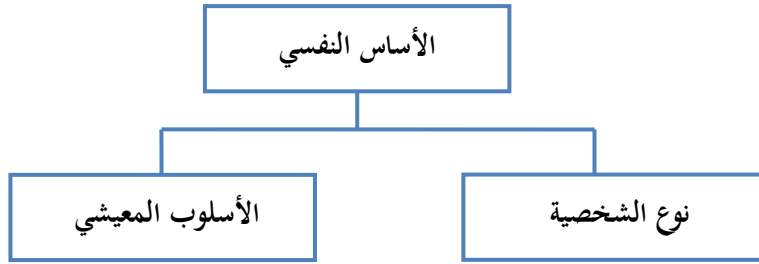 الأساس النفسي
نوع الشخصية
الأسلوب المعيشي